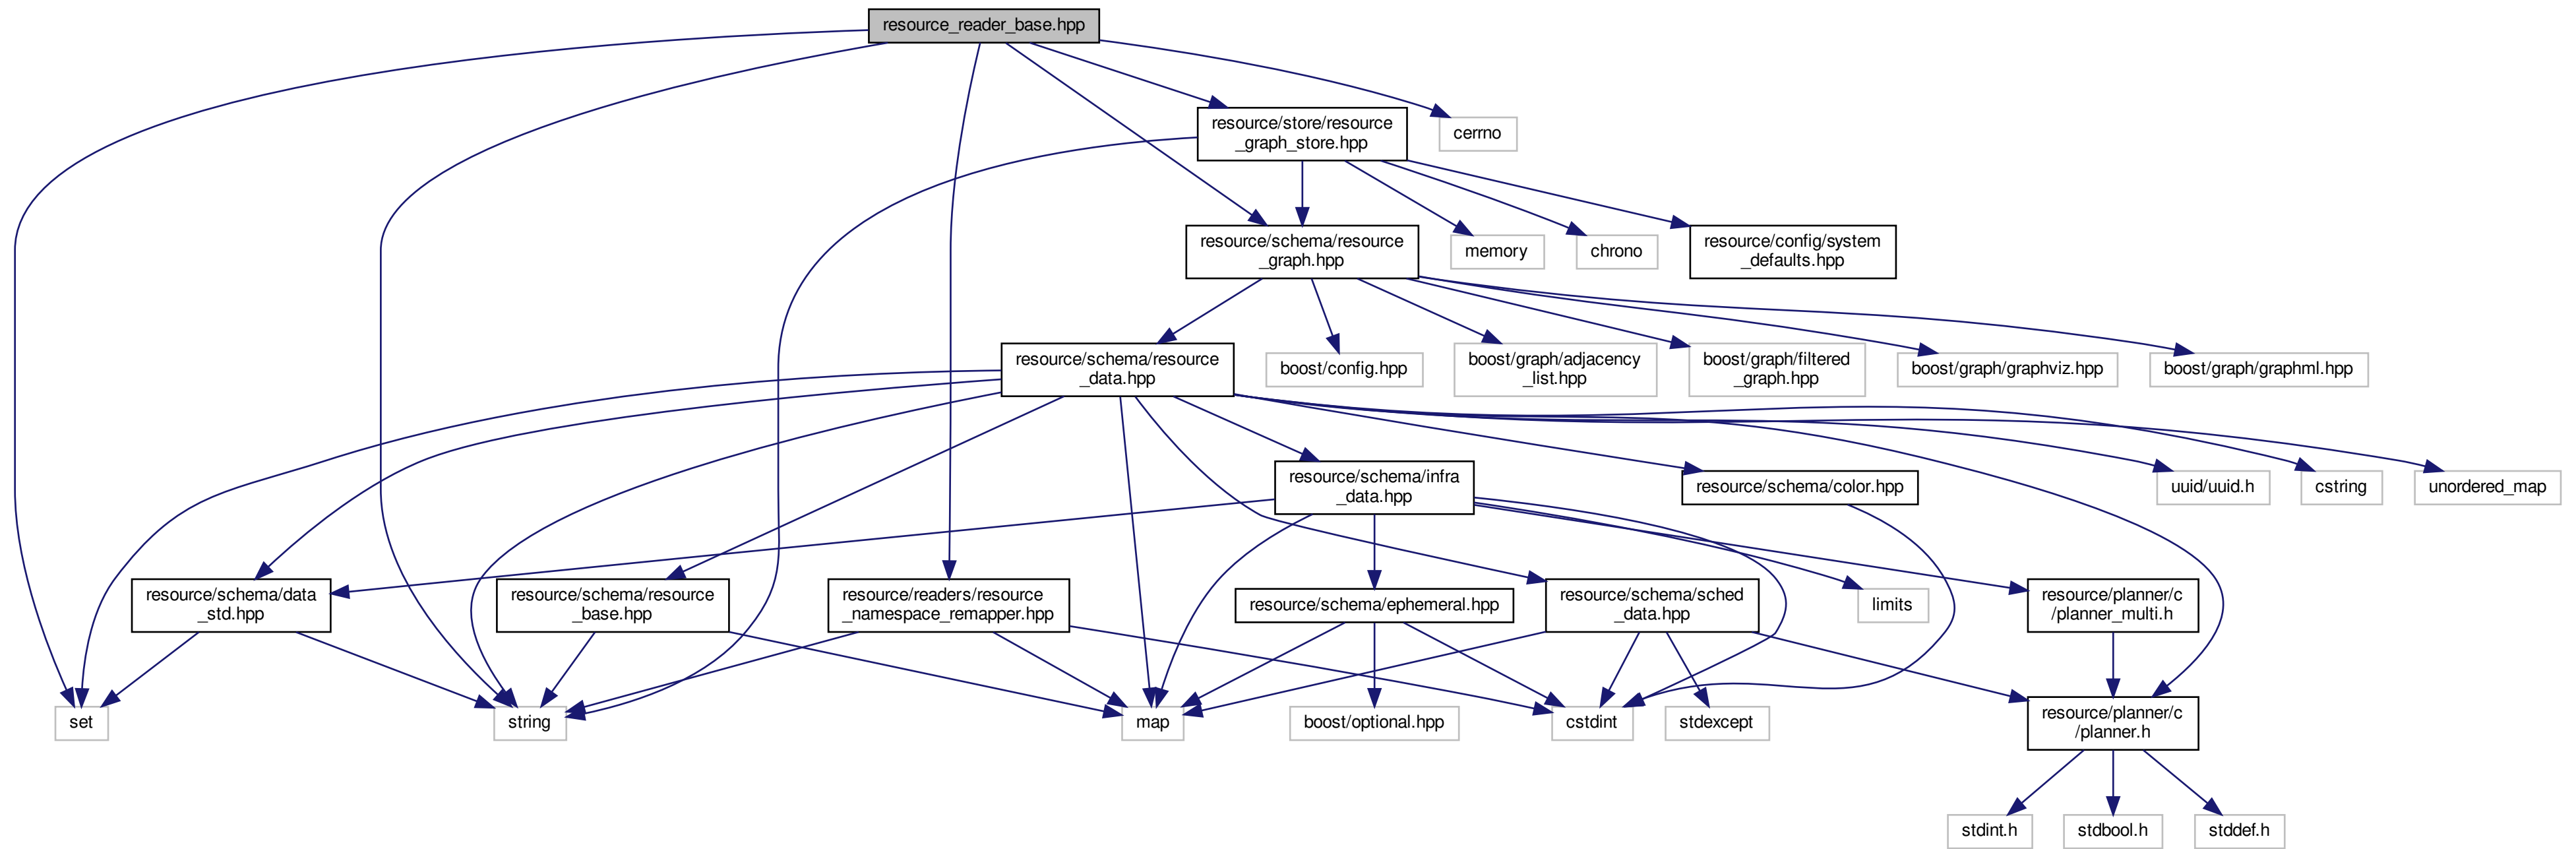 resource_reader_base.hpp
resource/store/resource
_graph_store.hpp
cerrno
resource/schema/resource
_graph.hpp
memory
chrono
resource/config/system
_defaults.hpp
resource/schema/resource
_data.hpp
boost/config.hpp
boost/graph/adjacency
_list.hpp
boost/graph/filtered
_graph.hpp
boost/graph/graphviz.hpp
boost/graph/graphml.hpp
resource/schema/infra
_data.hpp
resource/schema/color.hpp
uuid/uuid.h
cstring
unordered_map
resource/schema/data
_std.hpp
resource/schema/resource
_base.hpp
resource/readers/resource
_namespace_remapper.hpp
resource/schema/ephemeral.hpp
resource/schema/sched
_data.hpp
limits
resource/planner/c
/planner_multi.h
set
string
map
boost/optional.hpp
cstdint
stdexcept
resource/planner/c
/planner.h
stdint.h
stdbool.h
stddef.h